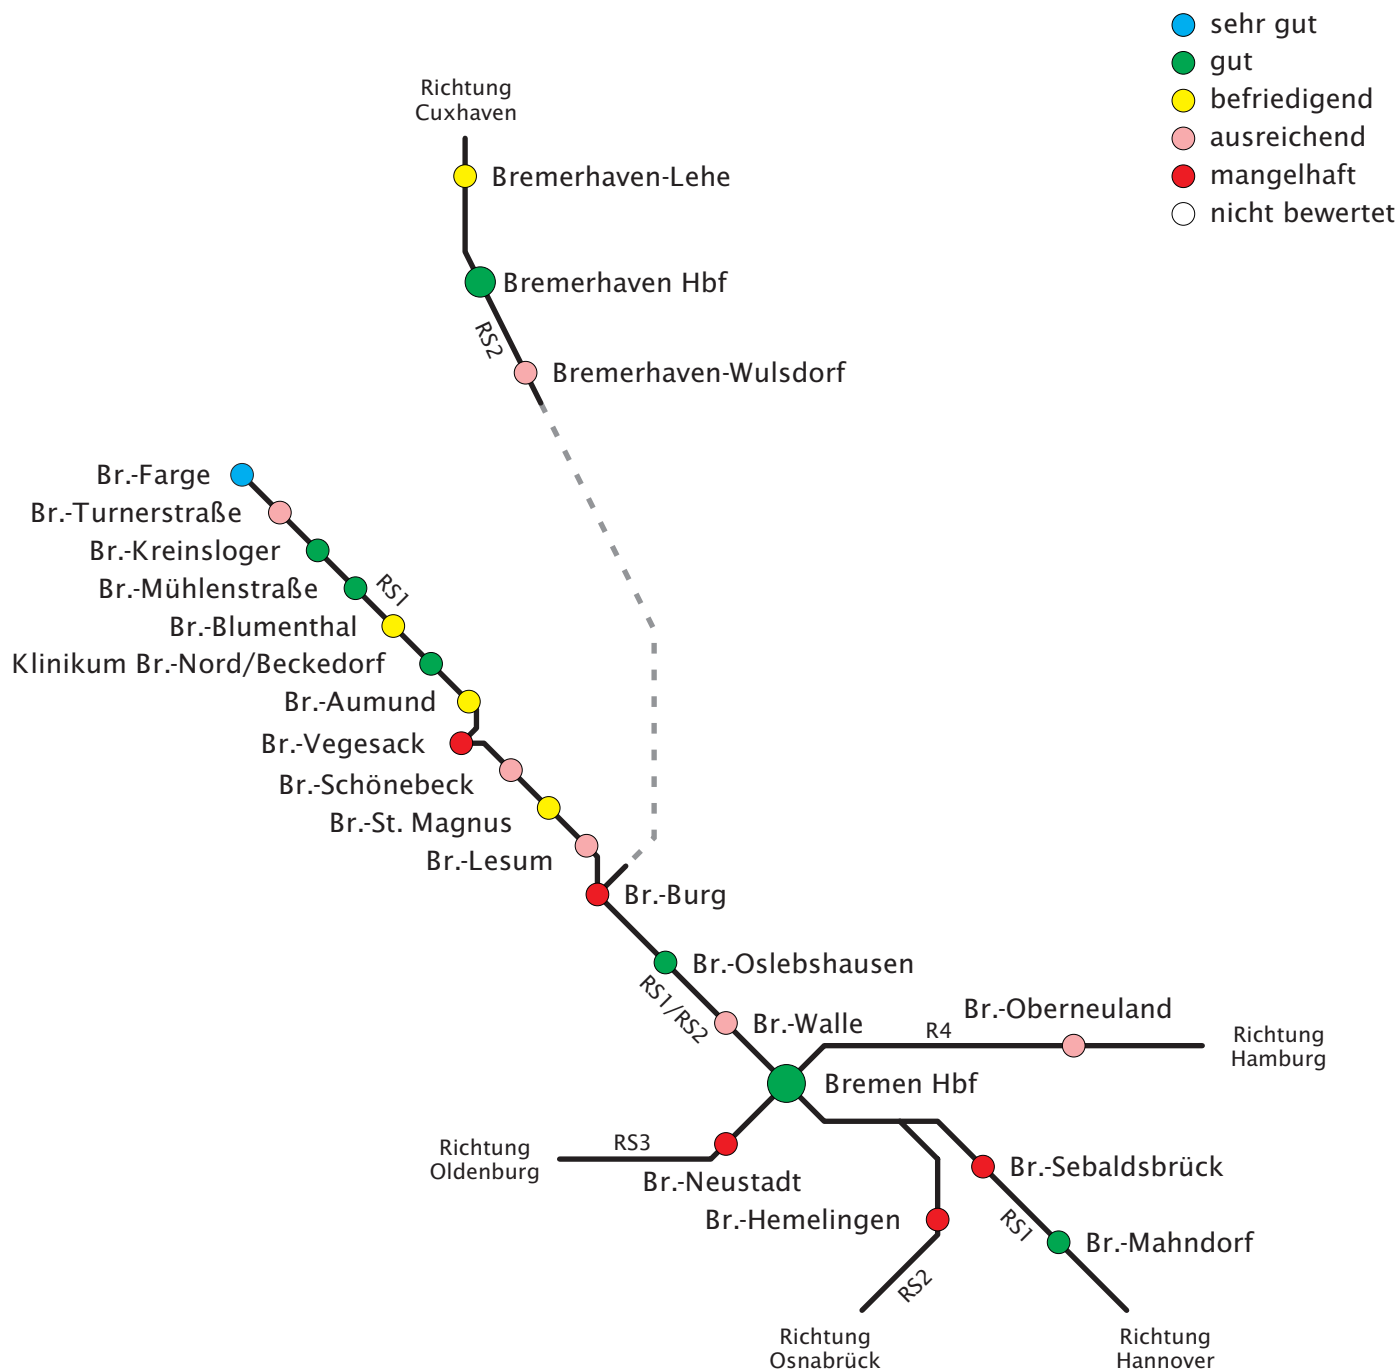 sehr gut
gut
befriedigend
ausreichend
mangelhaft
nicht bewertet
Richtung
Cuxhaven
Bremerhaven-Lehe
Bremerhaven Hbf
RS2
Bremerhaven-Wulsdorf
Br.-Farge
Br.-Turnerstraße
Br.-Kreinsloger
Br.-Mühlenstraße
RS1
Br.-Blumenthal
Klinikum Br.-Nord/Beckedorf
Br.-Aumund
Br.-Vegesack
Br.-Schönebeck
Br.-St. Magnus
Br.-Lesum
Br.-Burg
Br.-Oslebshausen
RS1/RS2
Br.-Walle
Br.-Oberneuland
R4
Richtung
Hamburg
Bremen Hbf
RS3
Richtung
Oldenburg
Br.-Neustadt
Br.-Sebaldsbrück
Br.-Hemelingen
RS1
Br.-Mahndorf
RS2
Richtung
Osnabrück
Richtung
Hannover